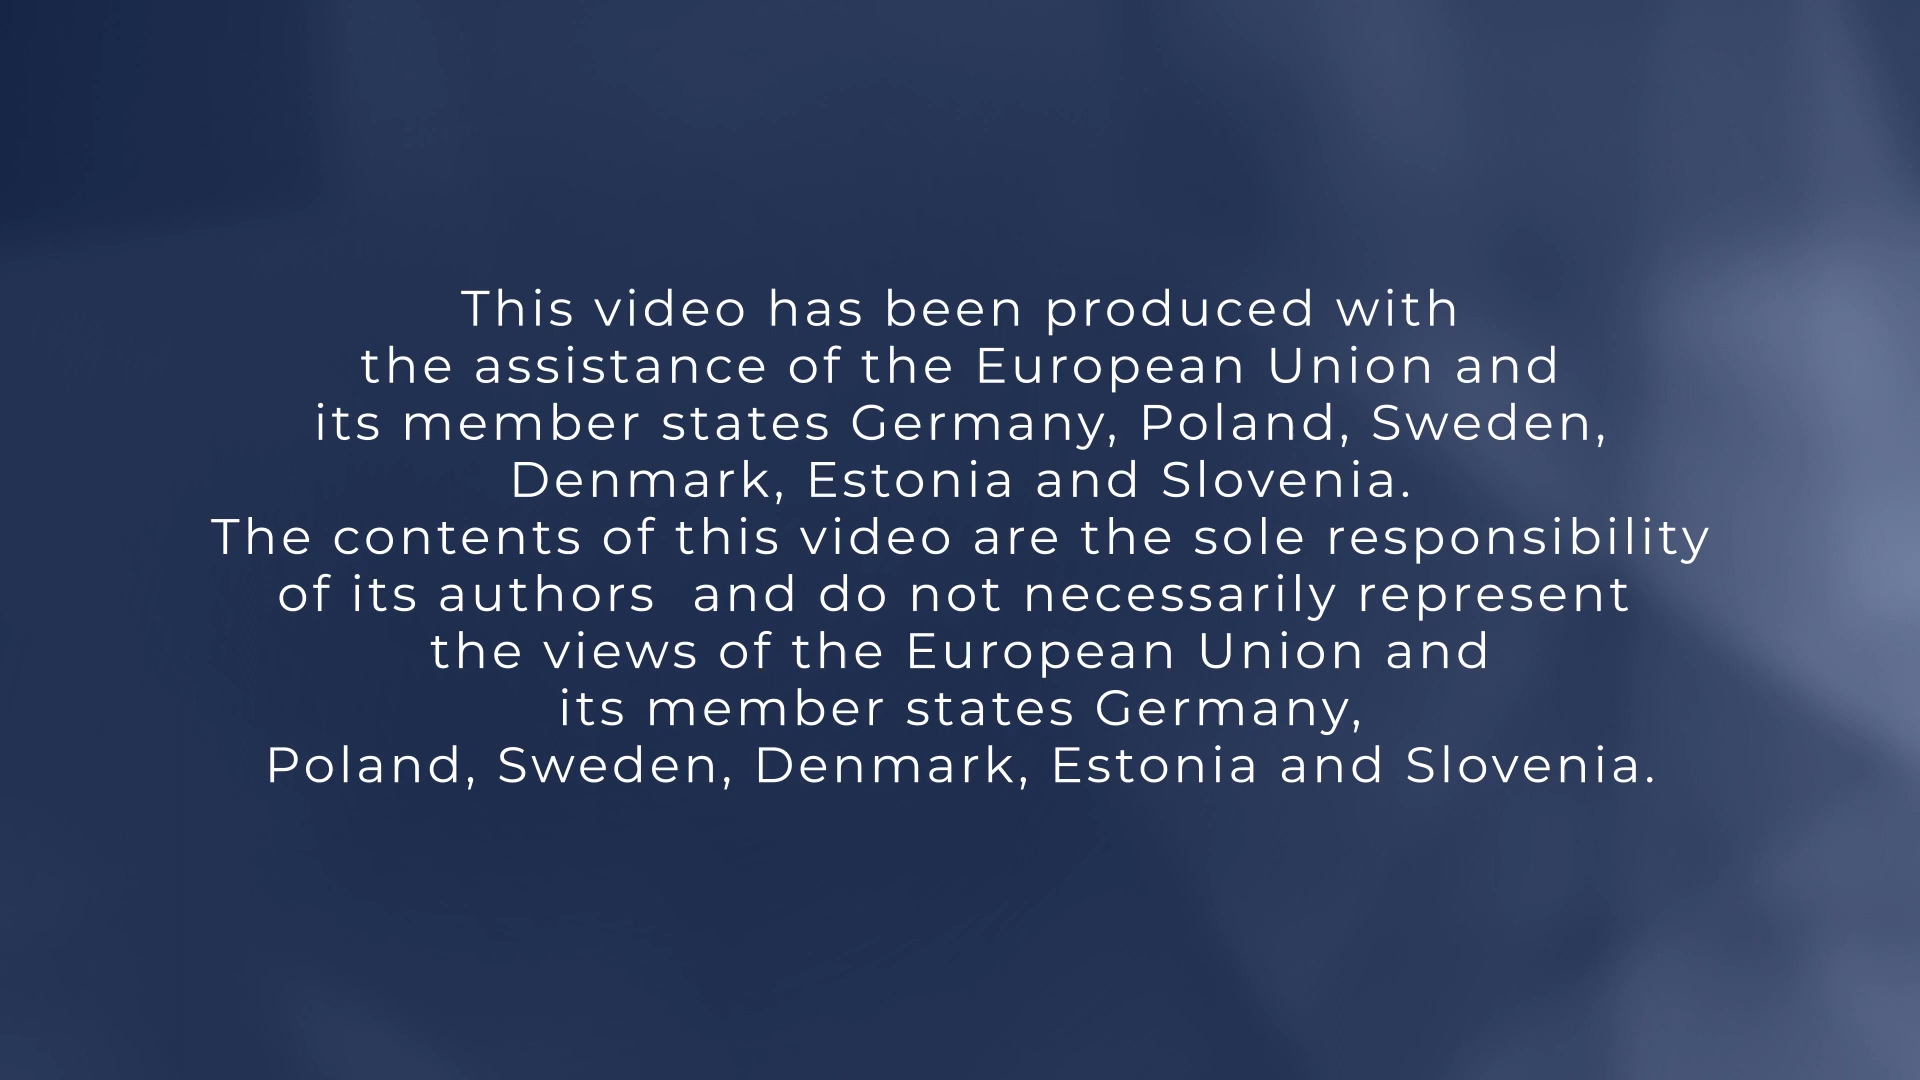 This video has been produced with
the assistance of the European Union and
its member states Germany, Poland, Sweden,
Denmark, Estonia and Slovenia.
The contents of this video are the sole responsibility
of its authors  and do not necessarily represent
the views of the European Union and
its member states Germany,
Poland, Sweden, Denmark, Estonia and Slovenia.